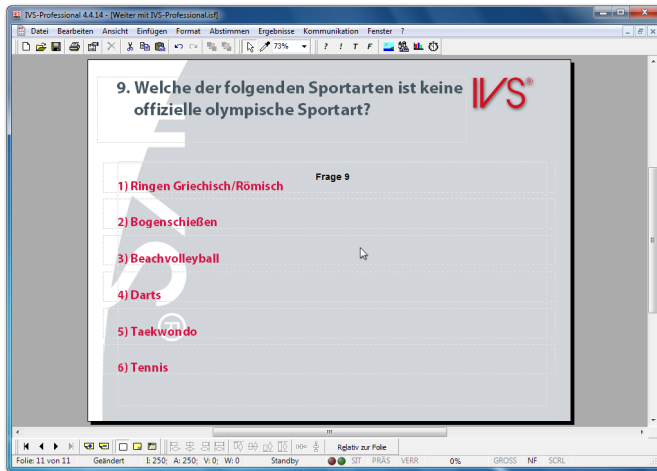 IVS-Professional 4.4.14 - [Weiter mit IVS-Professional.isf]
Datei Bearbeiten Ansicht Einfügen Format Abstimmen Ergebnisse Kommunikation Fenster ?
73% ? ! T F
9. Welche der folgenden Sportarten ist keine
offizielle olympische Sportart?
IVS®
Frage 9
1) Ringen Griechisch/Römisch
2) Bogenschießen
3) Beachvolleyball
4) Darts
5) Taekwondo
6) Tennis
VS®
Relativ zur Folie
Folie: 11 von 11 Geändert I: 250; A: 250; V: 0; W: 0 Standby SIT PRÄS VERR 0% GROSS NF SCRL